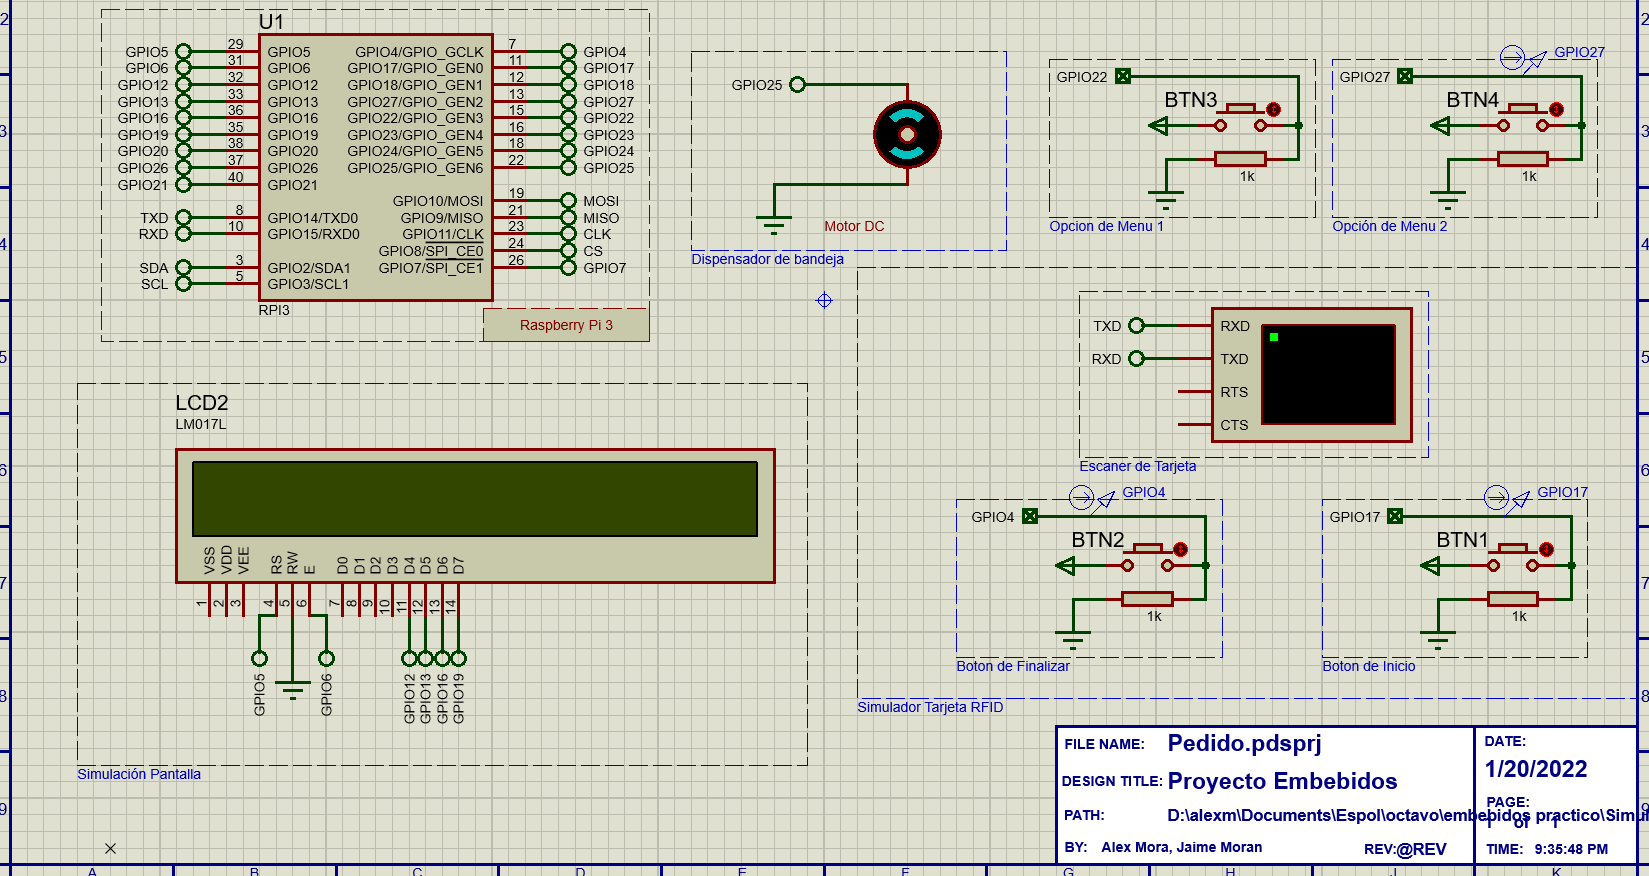 U1
GPIO5 29 GPIO5 GPIO4/GPIO_GCLK 7 GPIO4
GPIO6 31 GPIO6 GPIO17/GPIO_GEN0 11 GPIO17
GPIO12 32 GPIO12 GPIO18/GPIO_GEN1 12 GPIO18
GPIO13 33 GPIO13 GPIO27/GPIO_GEN2 13 GPIO27
GPIO16 36 GPIO16 GPIO22/GPIO_GEN3 15 GPIO22
GPIO19 35 GPIO19 GPIO23/GPIO_GEN4 16 GPIO23
GPIO20 38 GPIO20 GPIO24/GPIO_GEN5 18 GPIO24
GPIO26 37 GPIO26 GPIO25/GPIO_GEN6 22 GPIO25
GPIO21 40 GPIO21
GPIO10/MOSI 19 MOSI
TXD 8 GPIO14/TXD0 GPIO9/MISO 21 MISO
RXD 10 GPIO15/RXD0 GPIO11/CLK 23 CLK
GPIO8/SPI_CE0 24 CS
SDA 3 GPIO2/SDA1 GPIO7/SPI_CE1 26 GPIO7
SCL 5 GPIO3/SCL1
RPI3
Raspberry Pi 3
GPIO25
Motor DC
Dispensador de bandeja
GPIO22
BTN3
1k
Opcion de Menu 1
GPIO27
GPIO27
BTN4
1k
Opción de Menu 2
TXD RXD
RXD TXD
RTS
CTS
Escaner de Tarjeta
GPIO4
GPIO4
BTN2
1k
Boton de Finalizar
GPIO17
GPIO17
BTN1
1k
Boton de Inicio
Simulador Tarjeta RFID
LCD2
LM017L
VSS VDD VEE RS RW E D0 D1 D2 D3 D4 D5 D6 D7
1 2 3 4 5 6 7 8 9 10 11 12 13 14
GPIO5 GPIO6 GPIO12 GPIO13 GPIO16 GPIO19
Simulación Pantalla
FILE NAME: Pedido.pdsprj
DESIGN TITLE: Proyecto Embebidos
PATH: D:\alexm\Documents\Espol\octavo\embebidos practico\Simul
BY: Alex Mora, Jaime Moran REV:@REV
DATE:
1/20/2022
PAGE:
1 of 1
TIME: 9:35:48 PM
2 3 4 5 6 7 8 9
2 3 4 5 6 7 8 9
A B C D E F G H J K